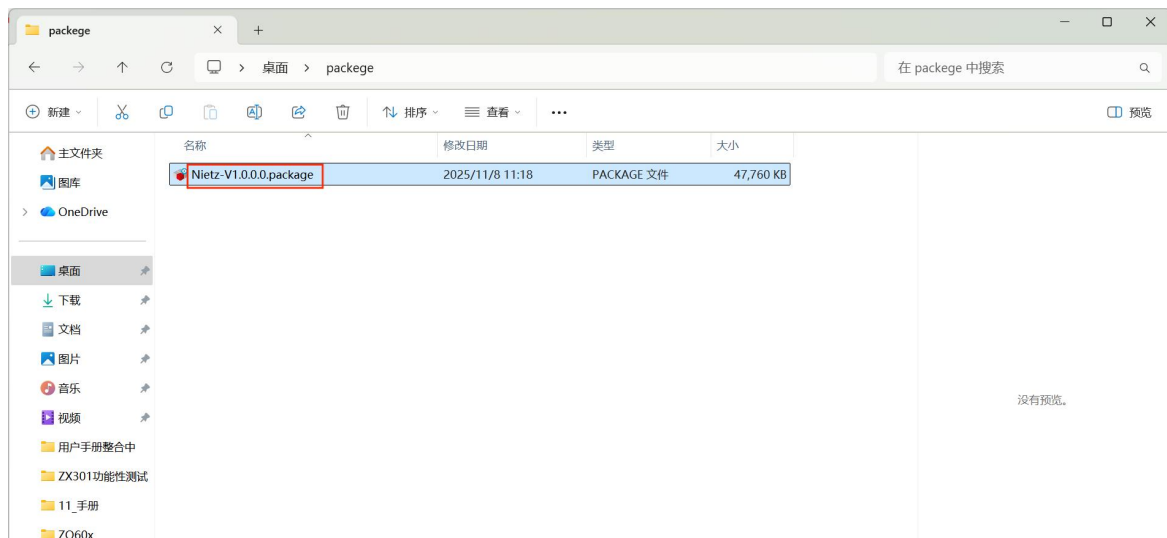 packege
桌面 packege
在 packege 中搜索
新建
排序
查看
预览
名称 修改日期 类型 大小
Nietz-V1.0.0.0.package 2025/11/8 11:18 PACKAGE 文件 47,760 KB
主文件夹
图库
OneDrive
桌面
下载
文档
图片
音乐
视频
用户手册整合中
ZX301功能性测试
11_手册
ZO60x
没有预览。